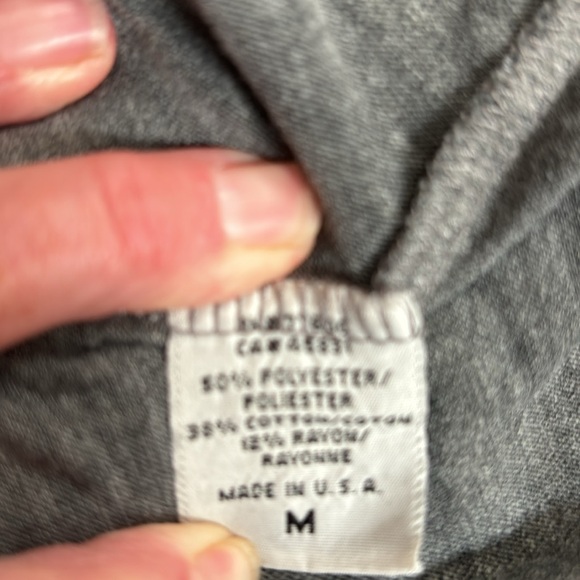 50% POLYESTER/
POLIESTER
38% COTTON/COTON
12% RAYON/
RAYONNE
MADE IN U.S.A.
M